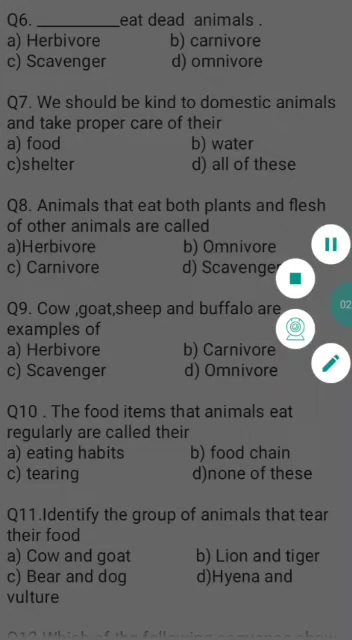 Q6. ___________eat dead animals .
a) Herbivore b) carnivore
c) Scavenger d) omnivore
Q7. We should be kind to domestic animals
and take proper care of their
a) food b) water
c)shelter d) all of these
Q8. Animals that eat both plants and flesh
of other animals are called
a)Herbivore b) Omnivore
c) Carnivore d) Scavenger
Q9. Cow ,goat,sheep and buffalo are
examples of
a) Herbivore b) Carnivore
c) Scavenger d) Omnivore
Q10 . The food items that animals eat
regularly are called their
a) eating habits b) food chain
c) tearing d)none of these
Q11.Identify the group of animals that tear
their food
a) Cow and goat b) Lion and tiger
c) Bear and dog d)Hyena and
vulture
02